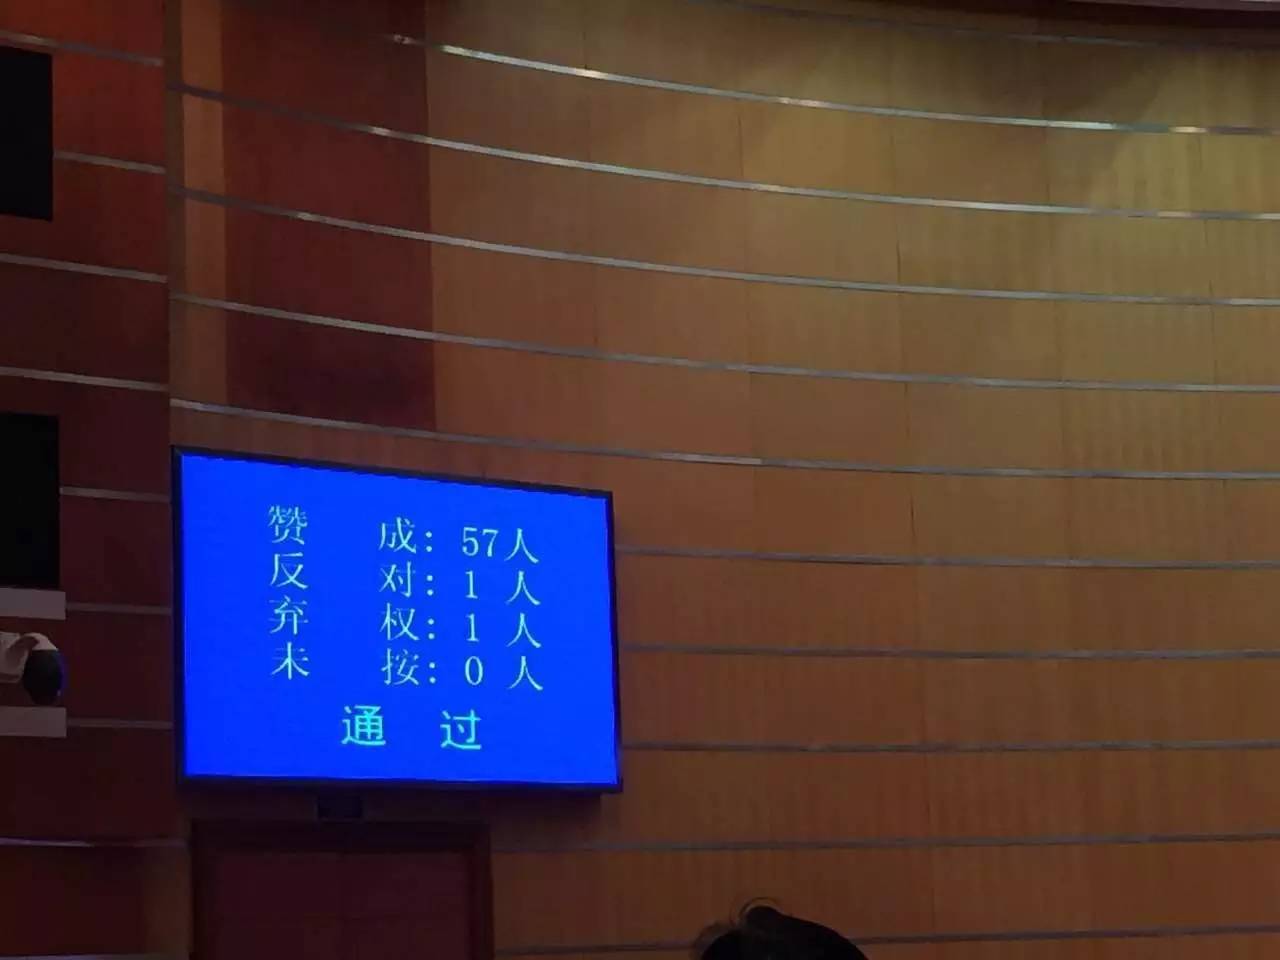 赞 成：57人
反 对：1 人
弃 权：1 人
未 按：0 人
通 过